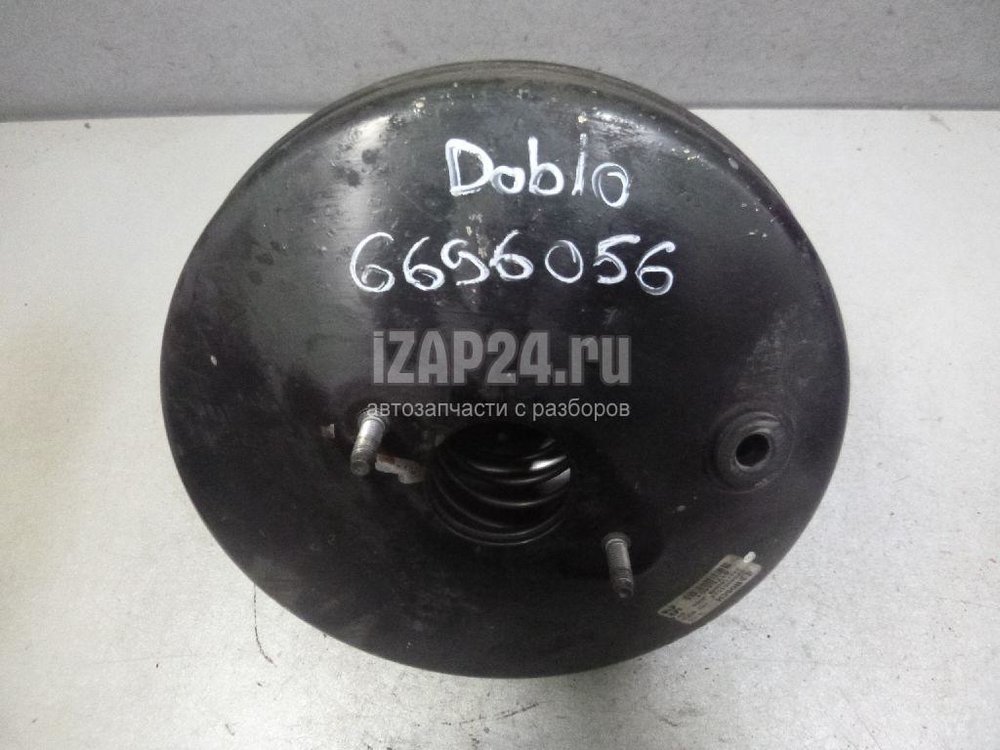 Doblo
6696056
iZAP24.ru
автозапчасти с разборов